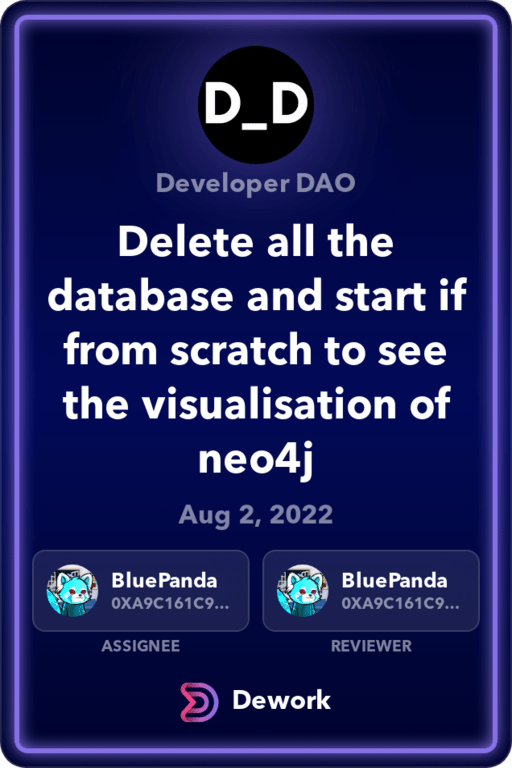 D_D
Developer DAO
Delete all the
database and start if
from scratch to see
the visualisation of
neo4j
Aug 2, 2022
BluePanda
0XA9C161C9...
ASSIGNEE
BluePanda
0XA9C161C9...
REVIEWER
Dework